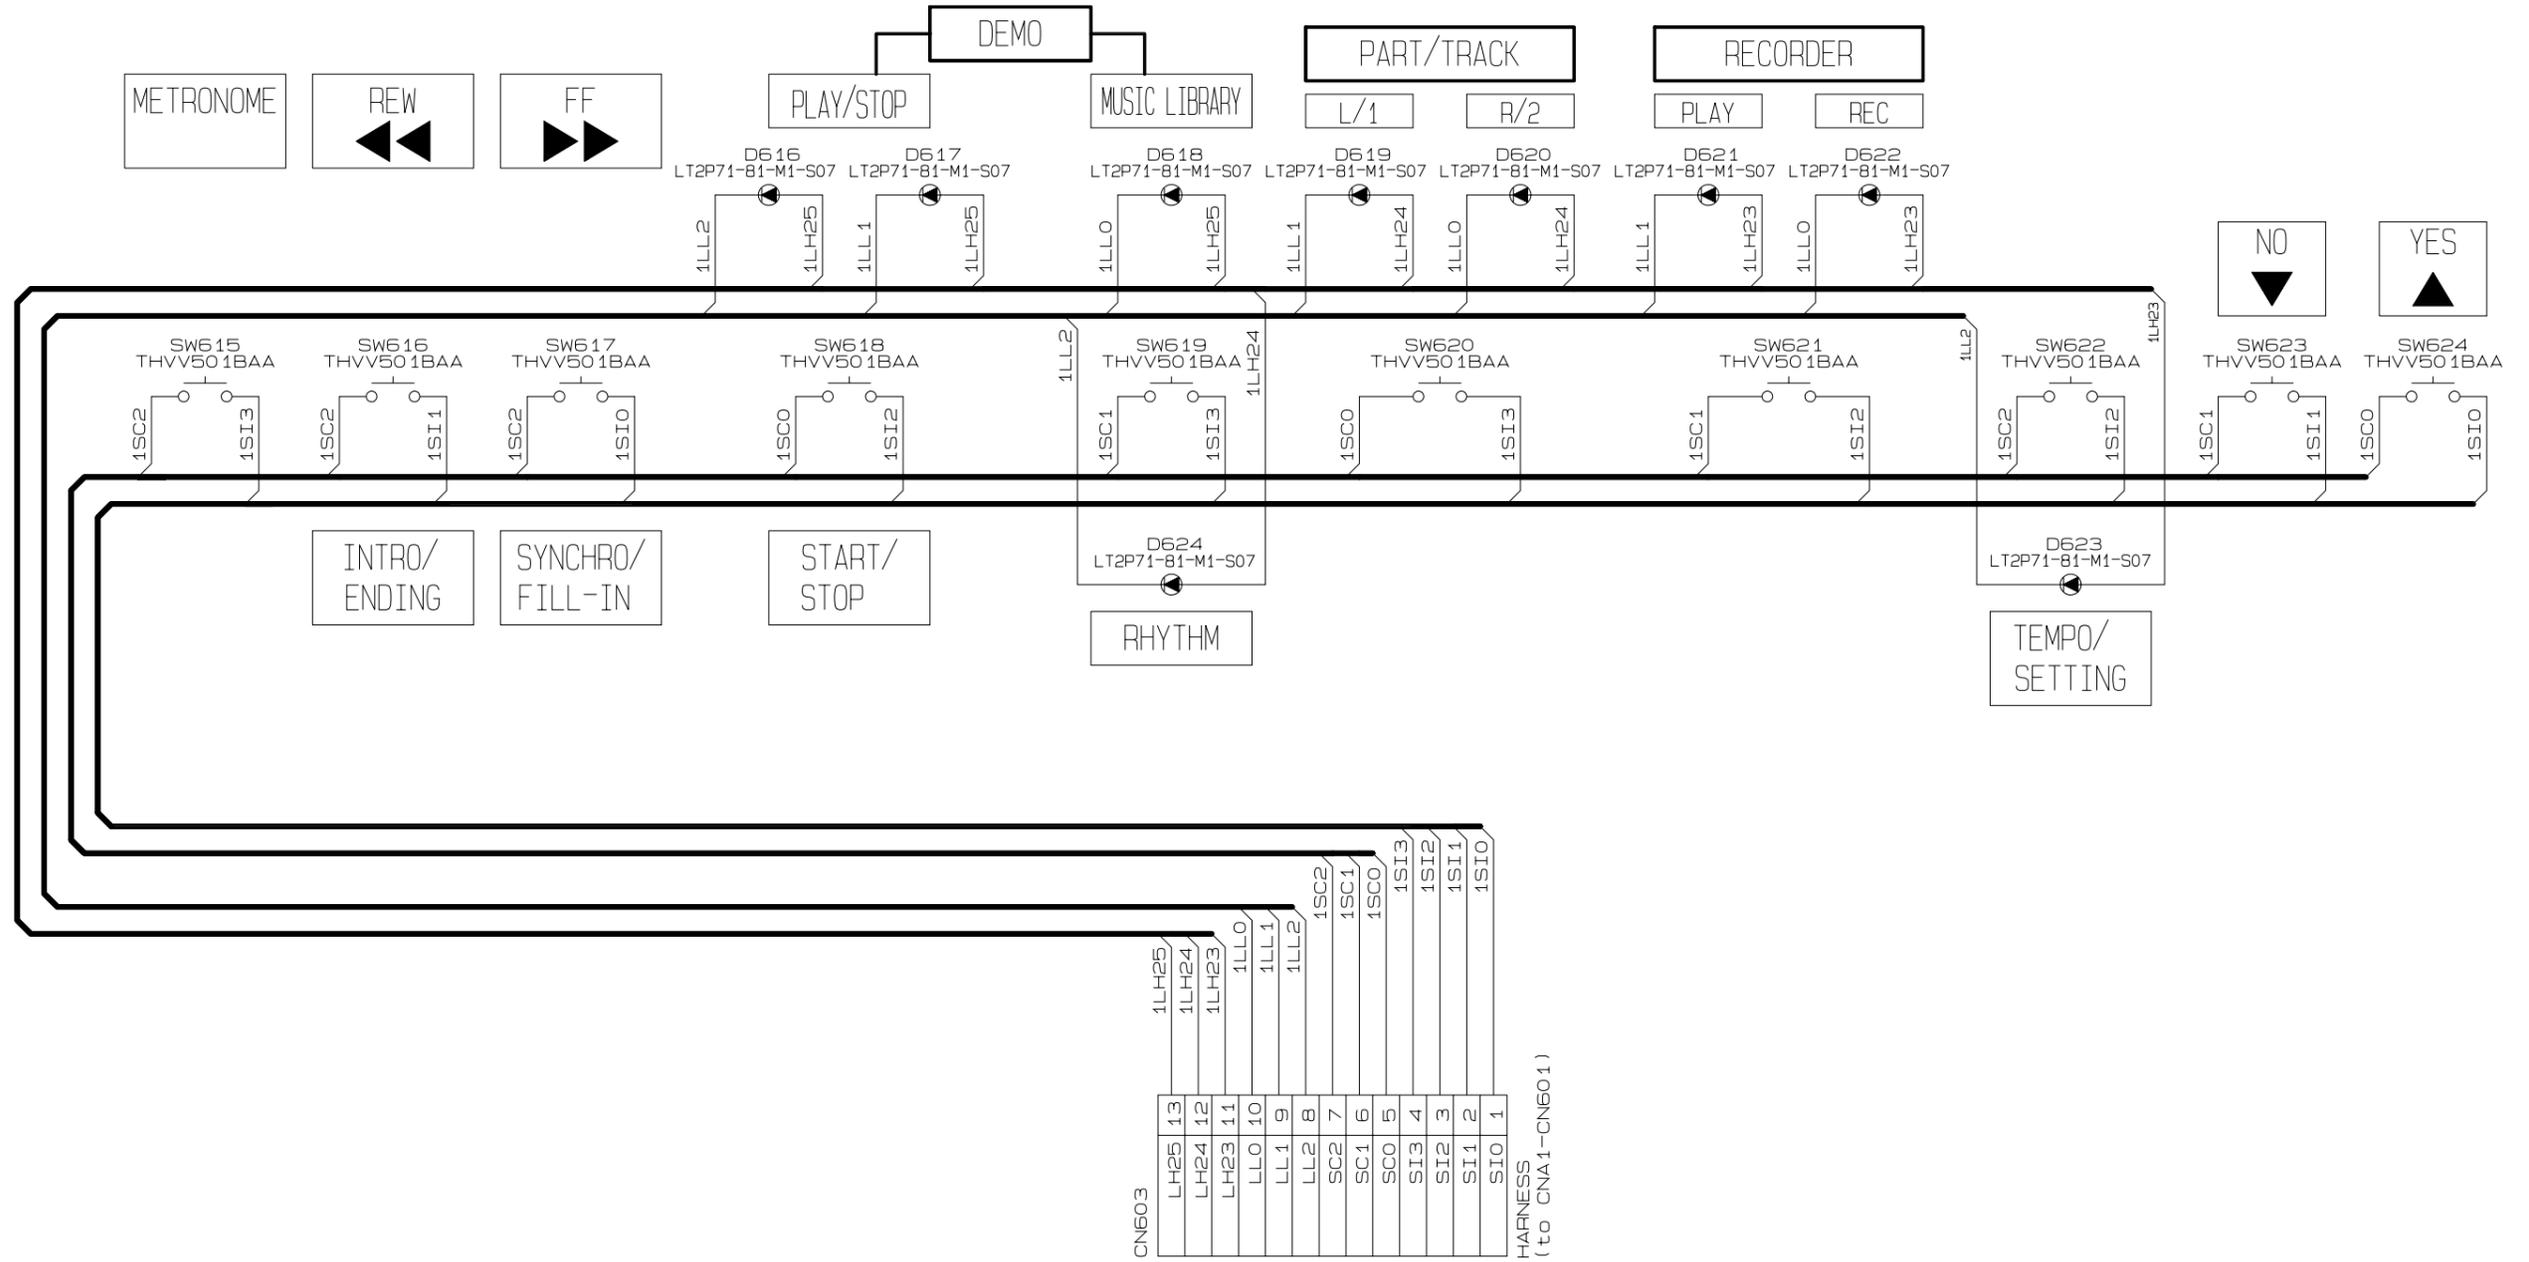 DEMO
PART/TRACK
RECORDER
METRONOME
REW
FF
PLAY/STOP
MUSIC LIBRARY
L/1
R/2
PLAY
REC
D616
LT2P71-81-M1-S07
D617
LT2P71-81-M1-S07
D618
LT2P71-81-M1-S07
D619
LT2P71-81-M1-S07
D620
LT2P71-81-M1-S07
D621
LT2P71-81-M1-S07
D622
LT2P71-81-M1-S07
1LL2
1LH25
1LL1
1LH25
1LL0
1LH25
1LL1
1LH24
1LL0
1LH24
1LL1
1LH23
1LL0
1LH23
NO
YES
1LL2
1LH24
1LL2
1LH23
SW615
THVV501BAA
SW616
THVV501BAA
SW617
THVV501BAA
SW618
THVV501BAA
SW619
THVV501BAA
SW620
THVV501BAA
SW621
THVV501BAA
SW622
THVV501BAA
SW623
THVV501BAA
SW624
THVV501BAA
1SC2
1SI3
1SC2
1SI1
1SC2
1SI0
1SC0
1SI2
1SC1
1SI3
1SC0
1SI3
1SC1
1SI2
1SC2
1SI2
1SC1
1SI1
1SC0
1SI0
INTRO/
ENDING
SYNCHRO/
FILL-IN
START/
STOP
D624
LT2P71-81-M1-S07
RHYTHM
D623
LT2P71-81-M1-S07
TEMPO/
SETTING
1LH25
1LH24
1LH23
1LL0
1LL1
1LL2
1SC2
1SC1
1SC0
1SI3
1SI2
1SI1
1SI0
CN603
LH25 13
LH24 12
LH23 11
LL0 10
LL1 9
LL2 8
SC2 7
SC1 6
SC0 5
SI3 4
SI2 3
SI1 2
SI0 1
HARNESS
(to CNA1-CN601)